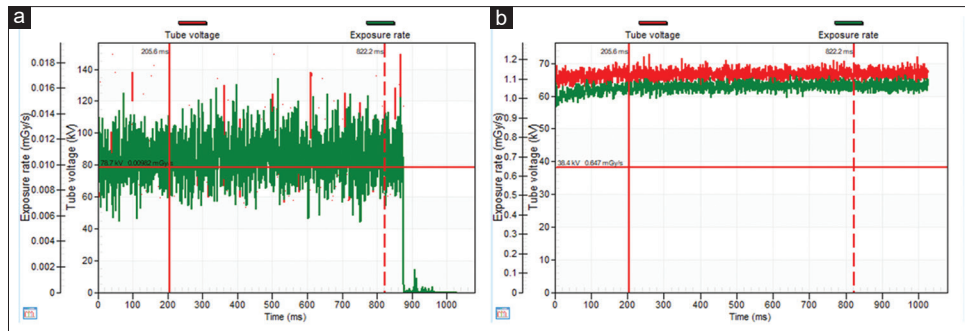 a
Tube voltage
Exposure rate
205.6 ms
822.2 ms
78.7 kV 0.00982 mGy/s
Exposure rate (mGy/s)
0.018
0.016
0.014
0.012
0.010
0.008
0.006
0.004
0.002
0.000
Tube voltage (kV)
140
120
100
80
60
40
20
0
0 100 200 300 400 500 600 700 800 900 1000
Time (ms)
b
Tube voltage
Exposure rate
205.6 ms
822.2 ms
38.4 kV 0.647 mGy/s
Exposure rate (mGy/s)
1.2
1.1
1.0
0.9
0.8
0.7
0.6
0.5
0.4
0.3
0.2
0.1
0.0
Tube voltage (kV)
70
60
50
40
30
20
10
0
0 100 200 300 400 500 600 700 800 900 1000
Time (ms)